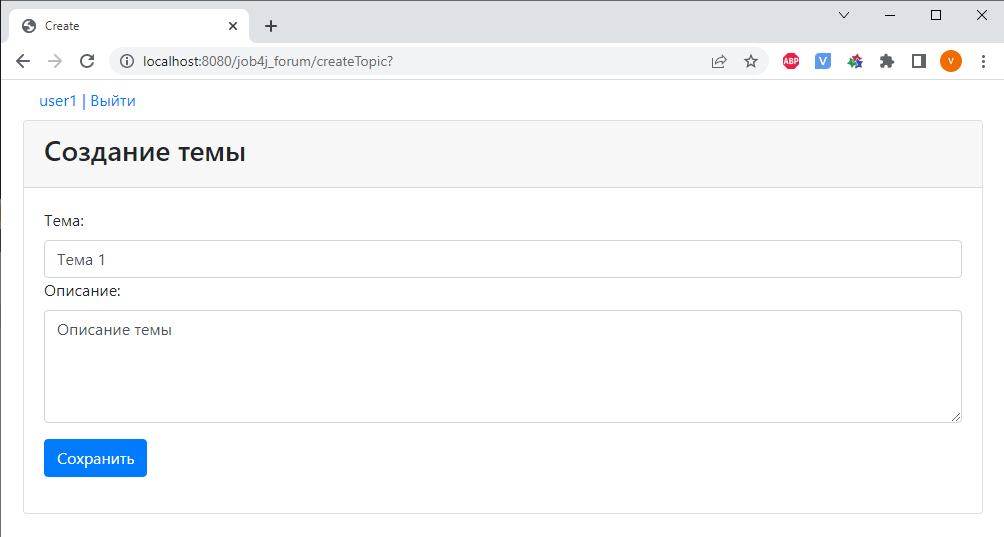 Create
localhost:8080/job4j_forum/createTopic?
ABP
V
V
user1 | Выйти
Создание темы
Тема:
Тема 1
Описание:
Описание темы
Сохранить